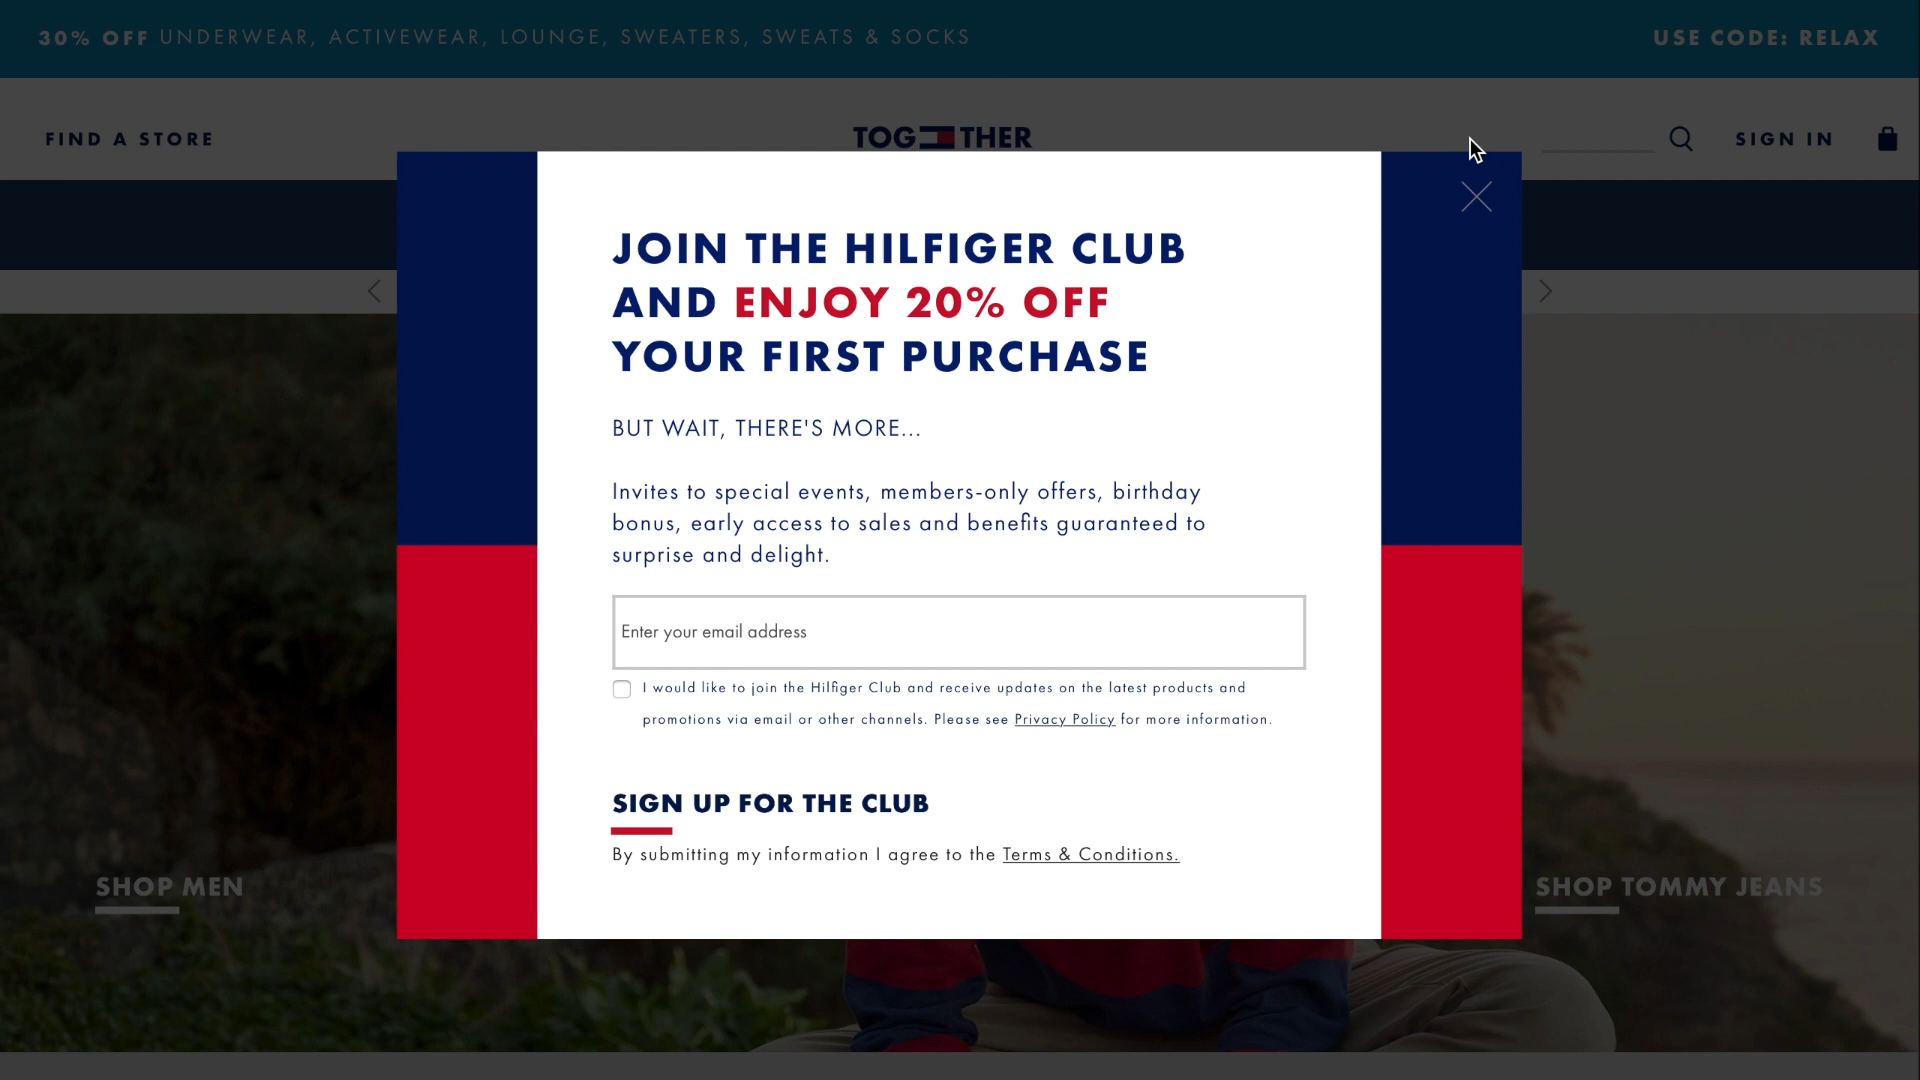 30% OFF UNDERWEAR, ACTIVEWEAR, LOUNGE, SWEATERS, SWEATS & SOCKS
USE CODE: RELAX
FIND A STORE
TOG THER
SIGN IN
JOIN THE HILFIGER CLUB
AND ENJOY 20% OFF
YOUR FIRST PURCHASE
BUT WAIT, THERE'S MORE...
Invites to special events, members-only offers, birthday
bonus, early access to sales and benefits guaranteed to
surprise and delight.
Enter your email address
I would like to join the Hilfiger Club and receive updates on the latest products and
promotions via email or other channels. Please see Privacy Policy for more information.
SIGN UP FOR THE CLUB
By submitting my information I agree to the Terms & Conditions.
SHOP MEN
SHOP TOMMY JEANS